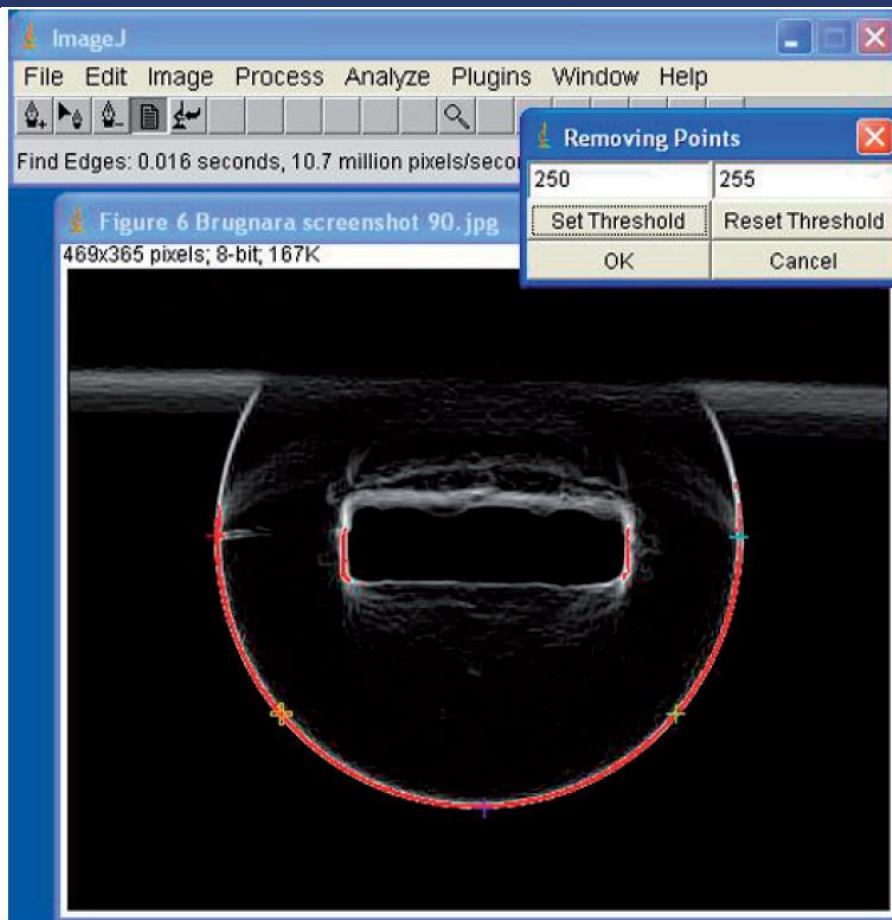 ImageJ
File Edit Image Process Analyze Plugins Window Help
Find Edges: 0.016 seconds, 10.7 million
Removing Points
250 255
Set Threshold Reset Threshold
OK Cancel
Figure 6 Brugnara screenshot 90.jpg
469x365 pixels; 8-bit; 167K